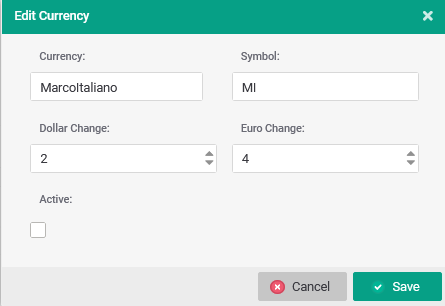 Edit Currency
Currency: Symbol:
MarcoItaliano MI
Dollar Change: Euro Change:
2 4
Active:
Cancel Save